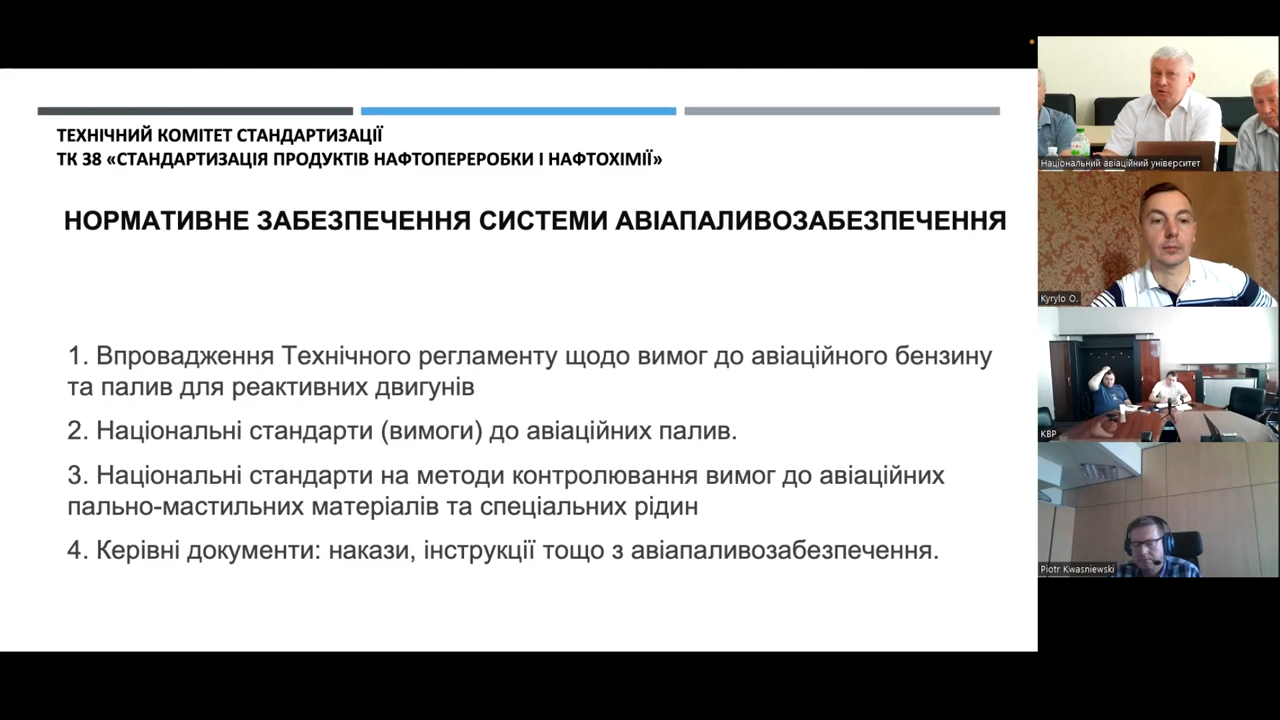 ТЕХНІЧНИЙ КОМІТЕТ СТАНДАРТИЗАЦІЇ
ТК 38 «СТАНДАРТИЗАЦІЯ ПРОДУКТІВ НАФТОПЕРЕРОБКИ І НАФТОХІМІЇ»
НОРМАТИВНЕ ЗАБЕЗПЕЧЕННЯ СИСТЕМИ АВІАПАЛИВОЗАБЕЗПЕЧЕННЯ
1. Впровадження Технічного регламенту щодо вимог до авіаційного бензину
та палив для реактивних двигунів
2. Національні стандарти (вимоги) до авіаційних палив.
3. Національні стандарти на методи контролювання вимог до авіаційних
пально-мастильних матеріалів та спеціальних рідин
4. Керівні документи: накази, інструкції тощо з авіапаливозабезпечення.
Національний авіаційний університет
Kyrylo O.
КВР
Piotr Kwasniewski